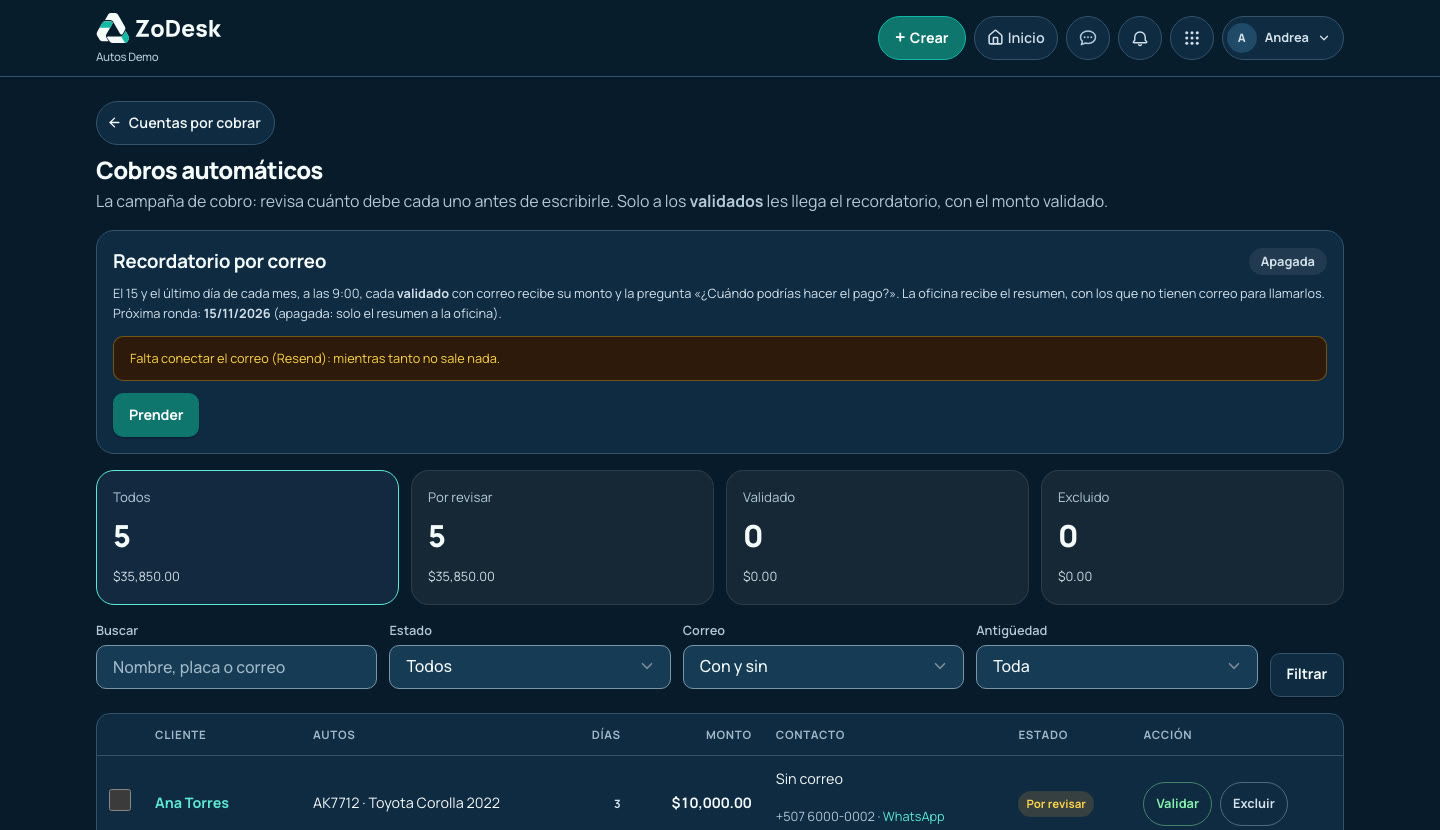 ZoDesk
Autos Demo
+ Crear
Inicio
A
Andrea
← Cuentas por cobrar
Cobros automáticos
La campaña de cobro: revisa cuánto debe cada uno antes de escribirle. Solo a los validados les llega el recordatorio, con el monto validado.
Recordatorio por correo
Apagada
El 15 y el último día de cada mes, a las 9:00, cada validado con correo recibe su monto y la pregunta «¿Cuándo podrías hacer el pago?». La oficina recibe el resumen, con los que no tienen correo para llamarlos.
Próxima ronda: 15/11/2026 (apagada: solo el resumen a la oficina).
Falta conectar el correo (Resend): mientras tanto no sale nada.
Prender
Todos
5
$35,850.00
Por revisar
5
$35,850.00
Validado
0
$0.00
Excluido
0
$0.00
Buscar
Nombre, placa o correo
Estado
Todos
Correo
Con y sin
Antigüedad
Toda
Filtrar
CLIENTE AUTOS DÍAS MONTO CONTACTO ESTADO ACCIÓN
Sin correo
Ana Torres AK7712 · Toyota Corolla 2022 3 $10,000.00 Por revisar Validar Excluir
+507 6000-0002 · WhatsApp